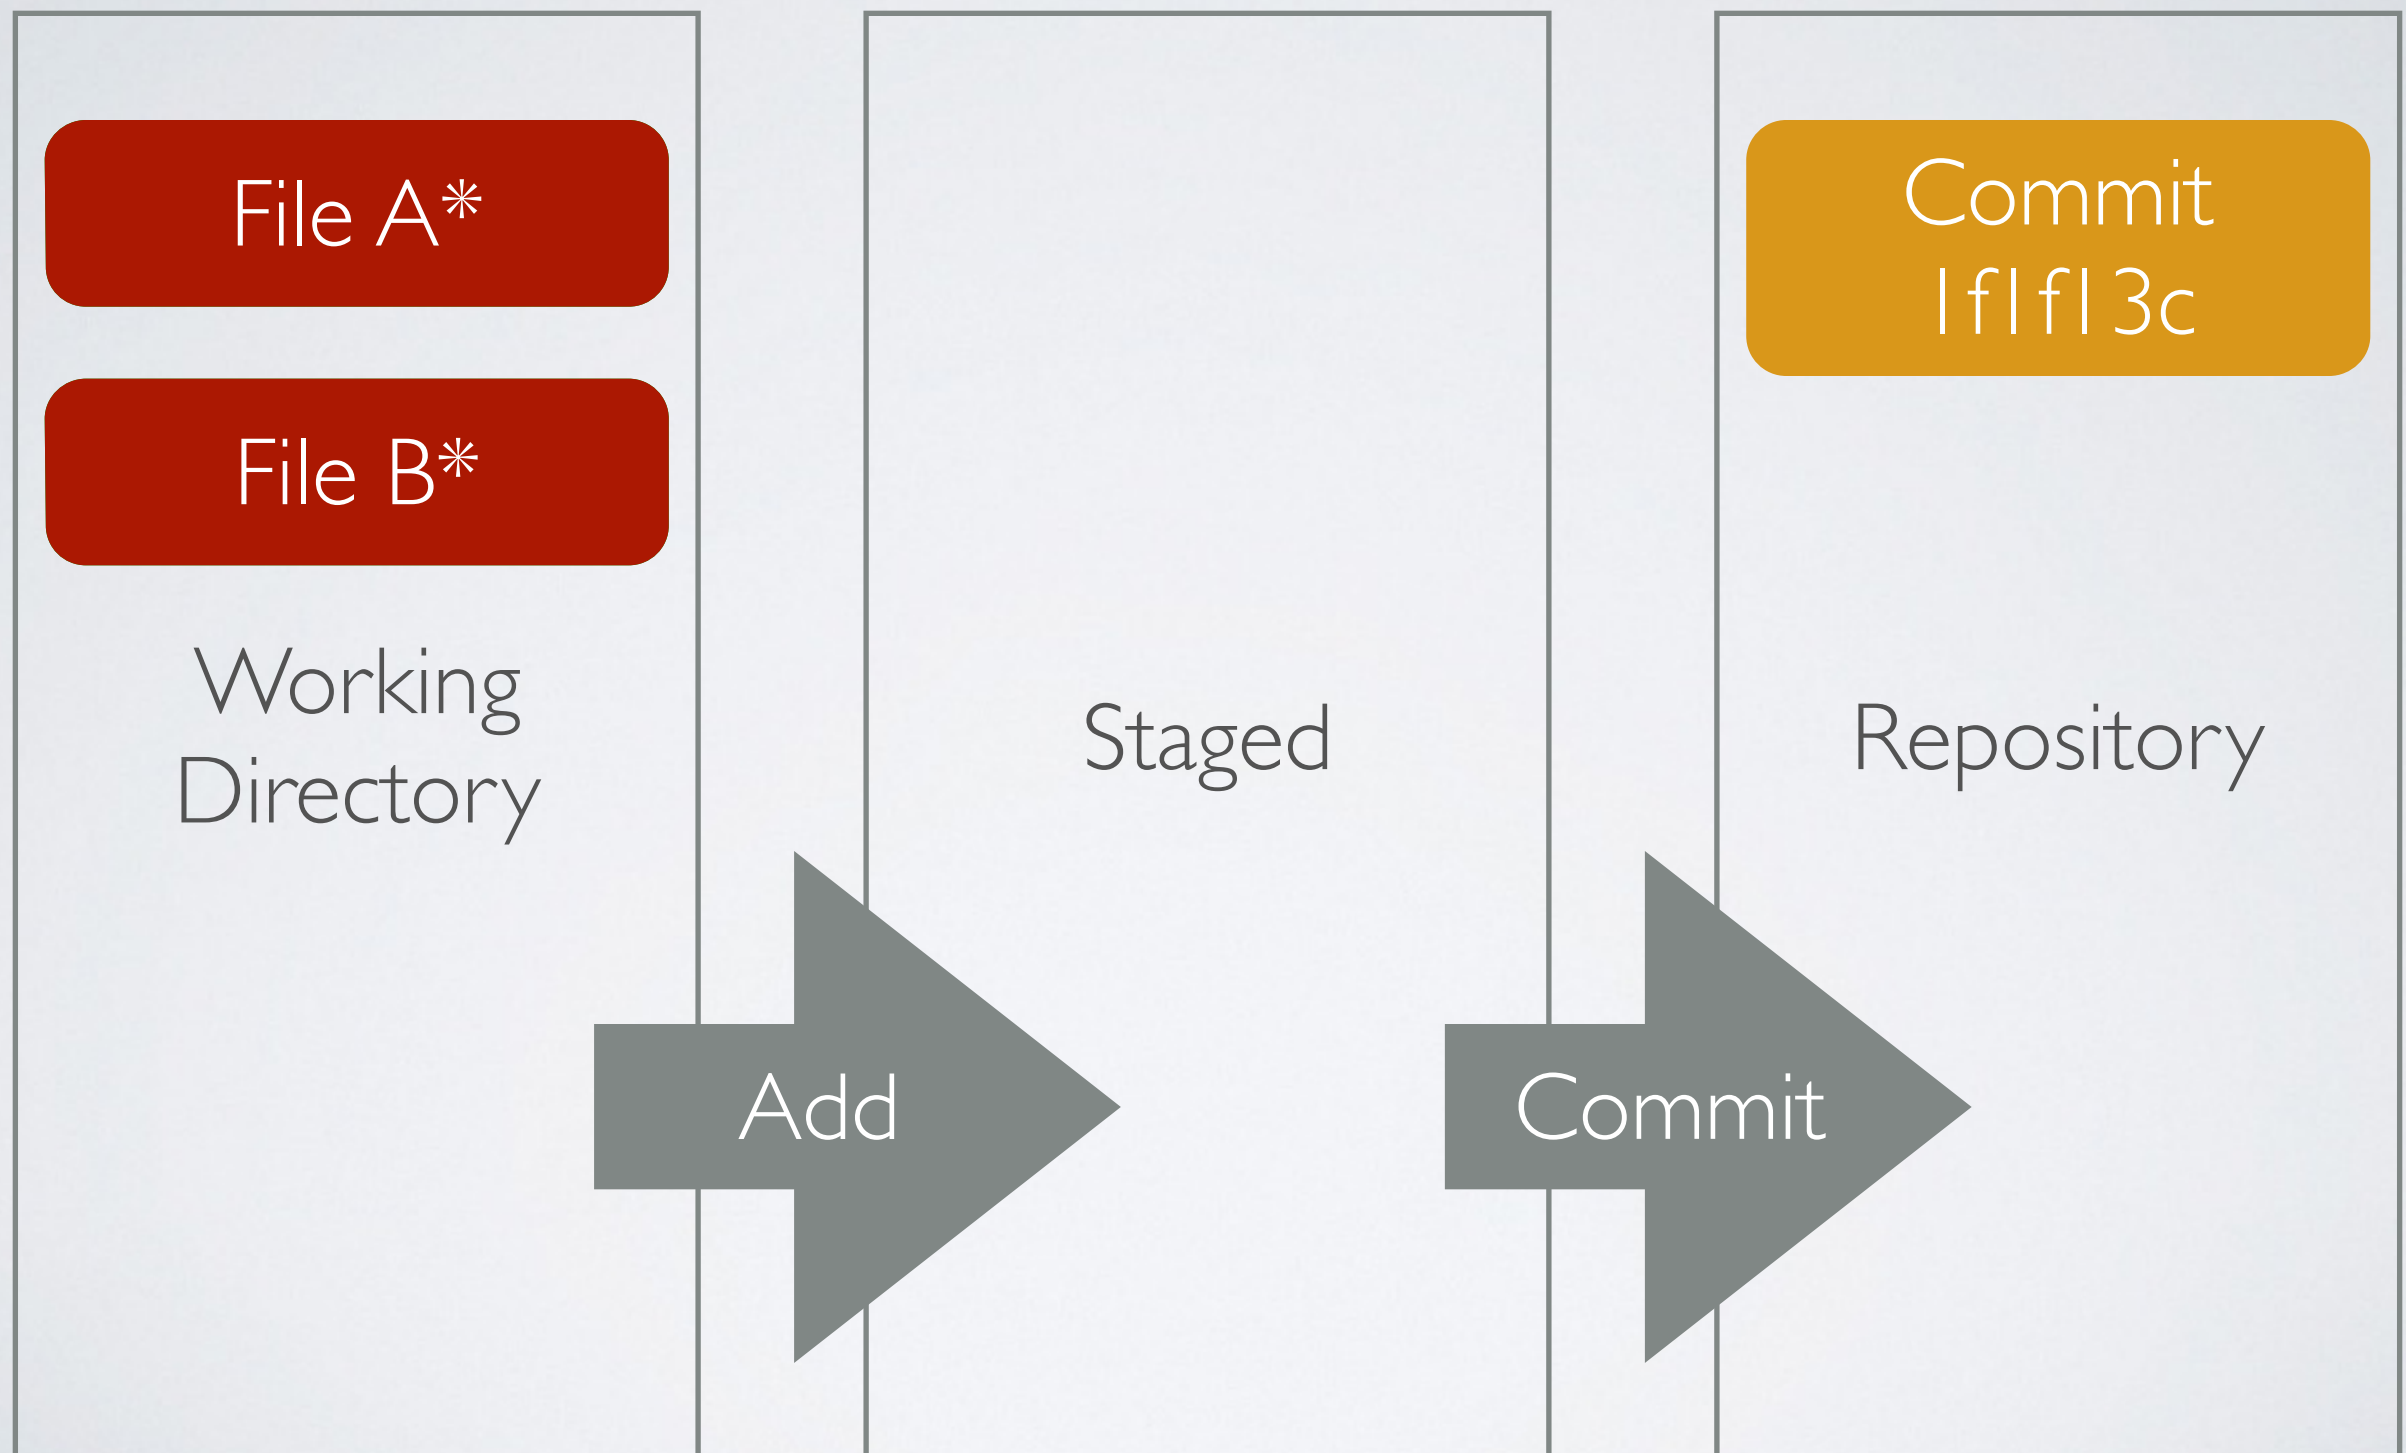 File A*
File B*
Working
Directory
Add
Staged
Commit
Commit
1f1f13c
Repository